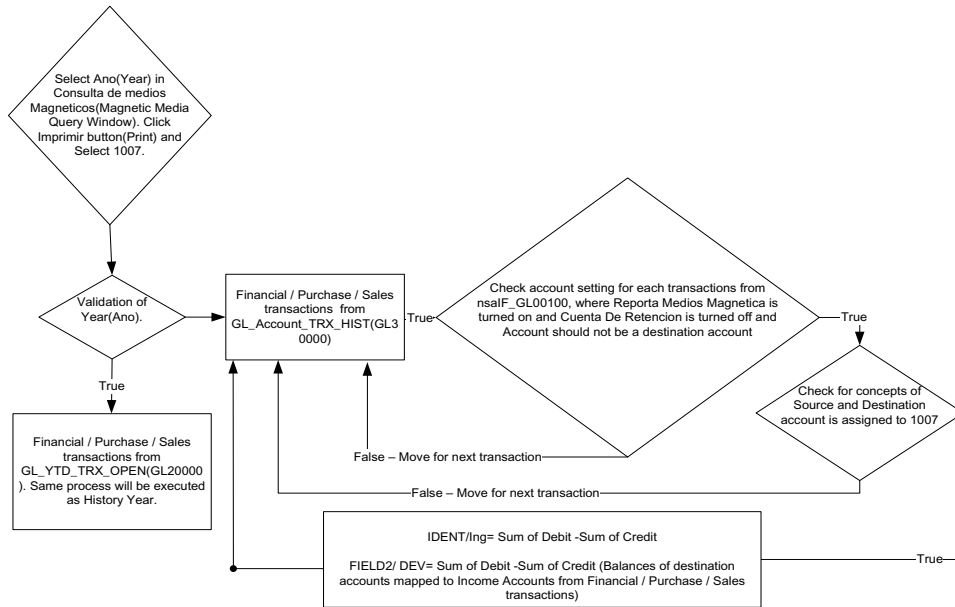 Select Ano(Year) in
Consulta de medios
Magneticos(Magnetic Media
Query Window). Click
Imprimir button(Print) and
Select 1007.
Validation of
Year(Ano).
True
Financial / Purchase / Sales
transactions from
GL_YTD_TRX_OPEN(GL20000
). Same process will be executed
as History Year.
Financial / Purchase / Sales
transactions from
GL_Account_TRX_HIST(GL3
0000)
True
Check account setting for each transactions from
nsaIF_GL00100, where Reporta Medios Magnetica is
turned on and Cuenta De Retencion is turned off and
Account should not be a destination account
True
Check for concepts of
Source and Destination
account is assigned to 1007
False – Move for next transaction
False – Move for next transaction
IDENT/Ing= Sum of Debit -Sum of Credit
FIELD2/ DEV= Sum of Debit -Sum of Credit (Balances of destination
accounts mapped to Income Accounts from Financial / Purchase / Sales
transactions)
True